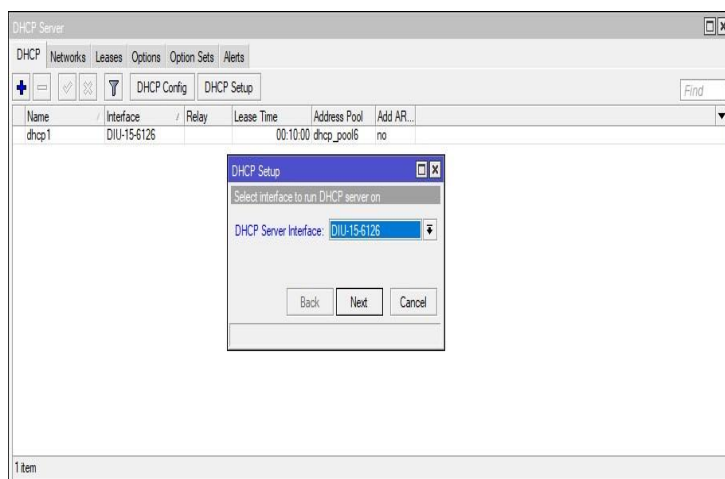 DHCP Server
DHCP Networks Leases Options Option Sets Alerts
DHCP Config DHCP Setup Find
Name Interface Relay Lease Time Address Pool Add AR...
dhcp1 DIU-15-6126 00:10:00 dhcp_pool6 no
DHCP Setup
Select interface to run DHCP server on
DHCP Server Interface: DIU-15-6126
Back Next Cancel
1 item